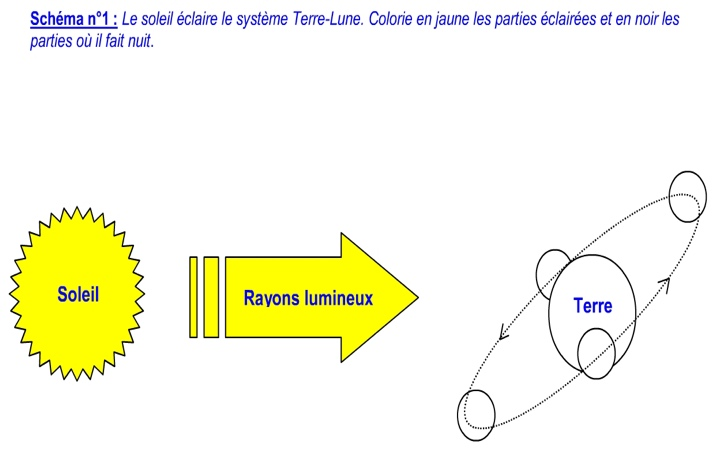 Schéma n°1 : Le soleil éclaire le système Terre-Lune. Colorie en jaune les parties éclairées et en noir les
parties où il fait nuit.
Soleil
Rayons lumineux
Terre